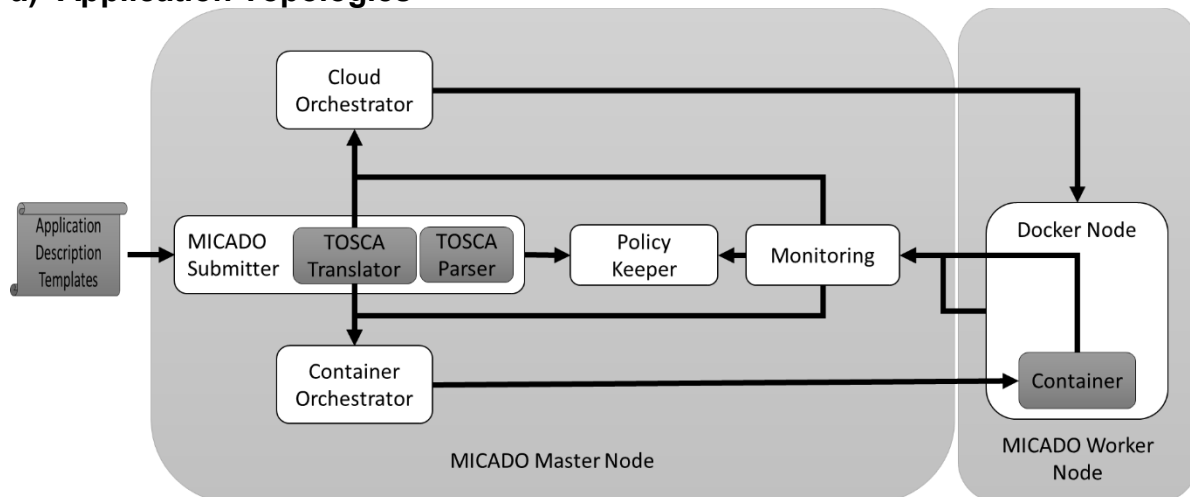 a) Application Topologies
Cloud
Orchestrator
Application
Description
Templates
MICADO
Submitter
TOSCA
Translator
TOSCA
Parser
Policy
Keeper
Monitoring
Docker Node
Container
Orchestrator
Container
MICADO Master Node
MICADO Worker
Node